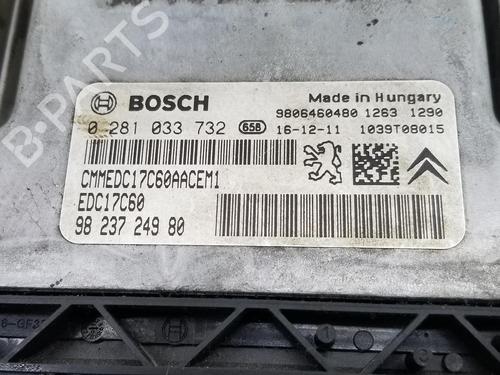 B-PARTS
BOSCH
Made in Hungary
9806460480 1263 1290
0 281 033 732 658 16-12-11 1039T08015
CMMEDC17C60AACEM1
EDC17C60
98 237 249 80